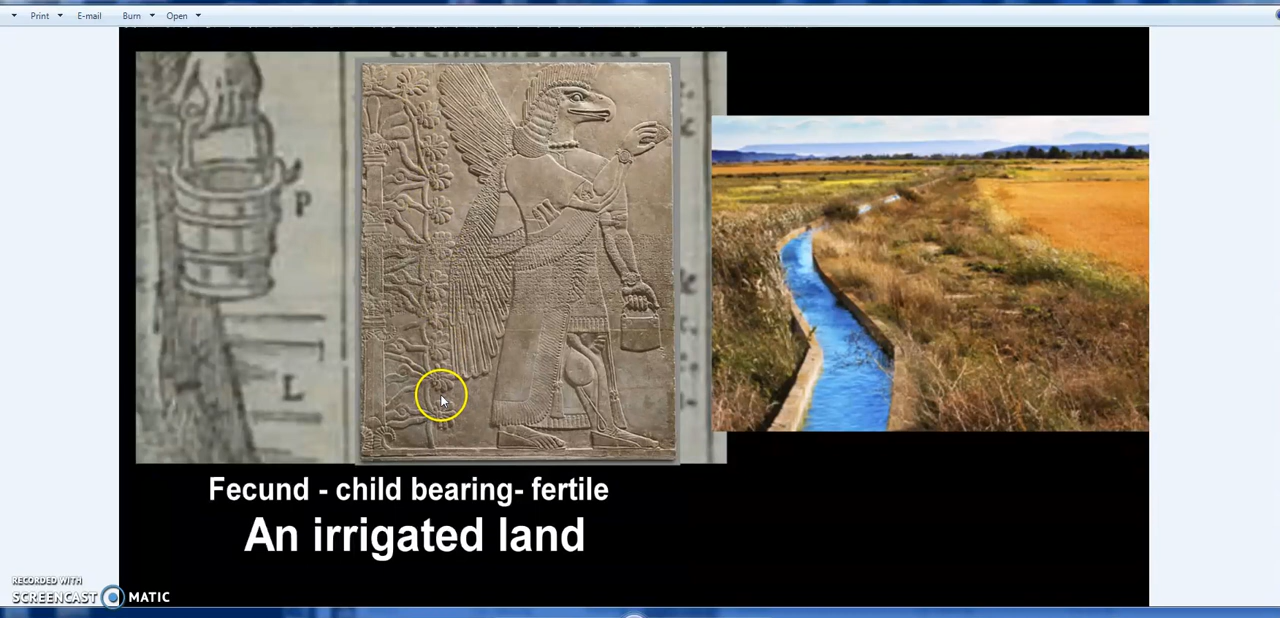 Print E-mail Burn Open
P
L
Fecund - child bearing- fertile
An irrigated land
RECORDED WITH
SCREENCAST MATIC